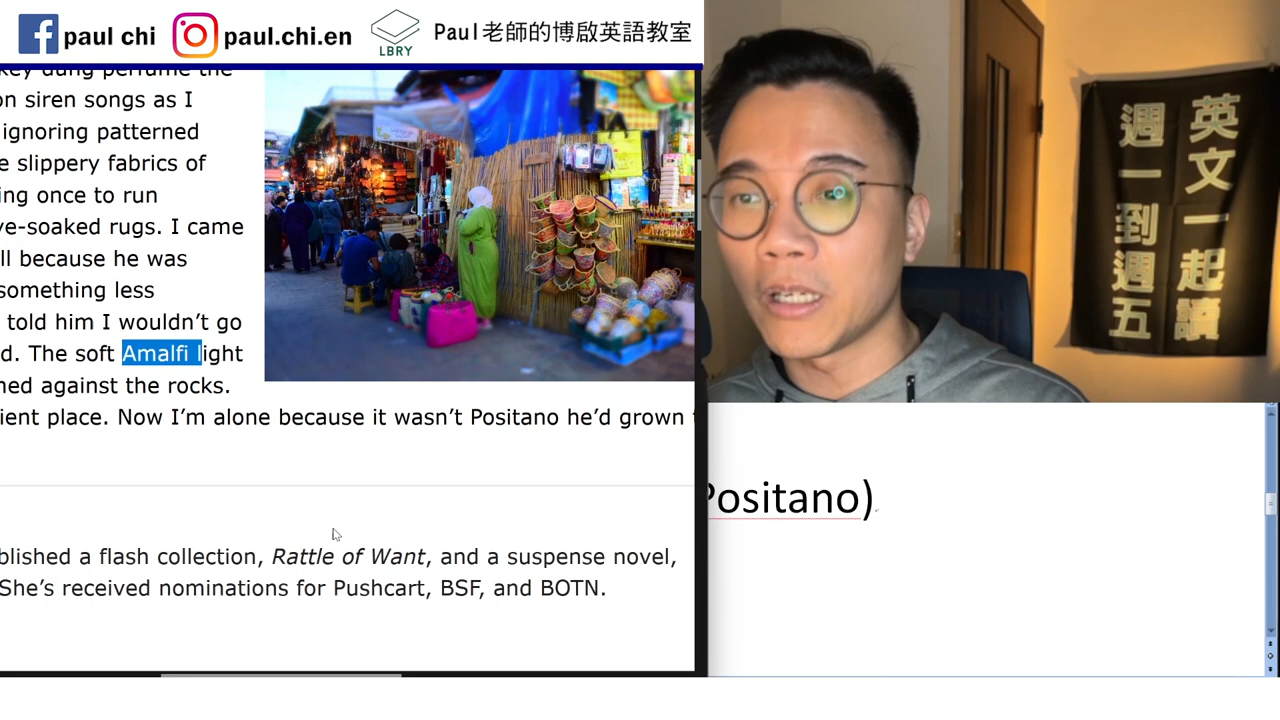 paul chi
paul.chi.en
LBRY
Paul老師的博啟英語教室
key dung perfume the
on siren songs as I
ignoring patterned
e slippery fabrics of
ing once to run
ve-soaked rugs. I came
ll because he was
something less
told him I wouldn’t go
d. The soft Amalfi light
ned against the rocks.
ient place. Now I’m alone because it wasn’t Positano he’d grown t
blished a flash collection, Rattle of Want, and a suspense novel,
She’s received nominations for Pushcart, BSF, and BOTN.
英文一起讀
週一到週五
Positano)